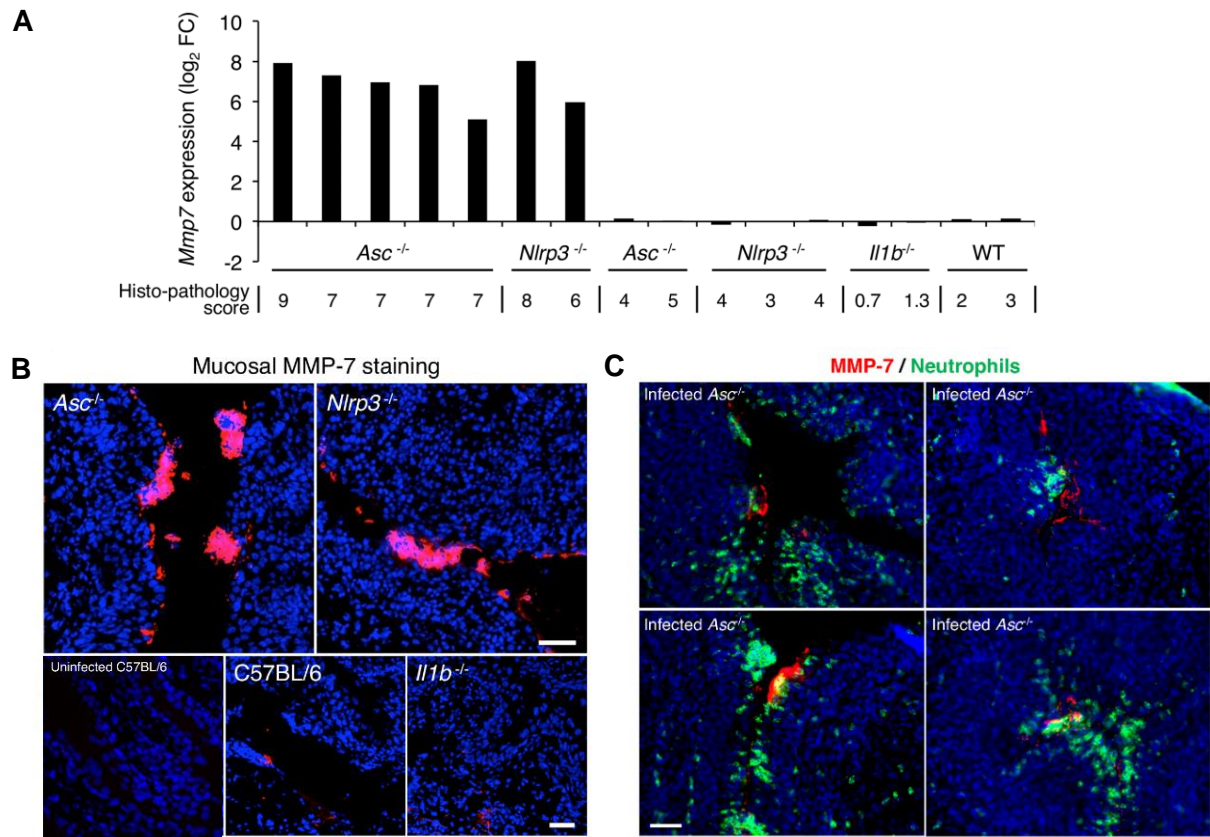 A
Mmp7 expression (log2 FC)
10
8
6
4
2
0
-2
Asc -/- Nlrp3 -/- Asc -/- Nlrp3 -/- Il1b-/- WT
Histo-pathology
score
9 7 7 7 7 8 6 4 5 4 3 4 0.7 1.3 2 3
B
Mucosal MMP-7 staining
Asc-/-
Nlrp3-/-
Uninfected C57BL/6
C57BL/6
Il1b-/-
C
MMP-7 / Neutrophils
Infected Asc-/-
Infected Asc-/-
Infected Asc-/-
Infected Asc-/-